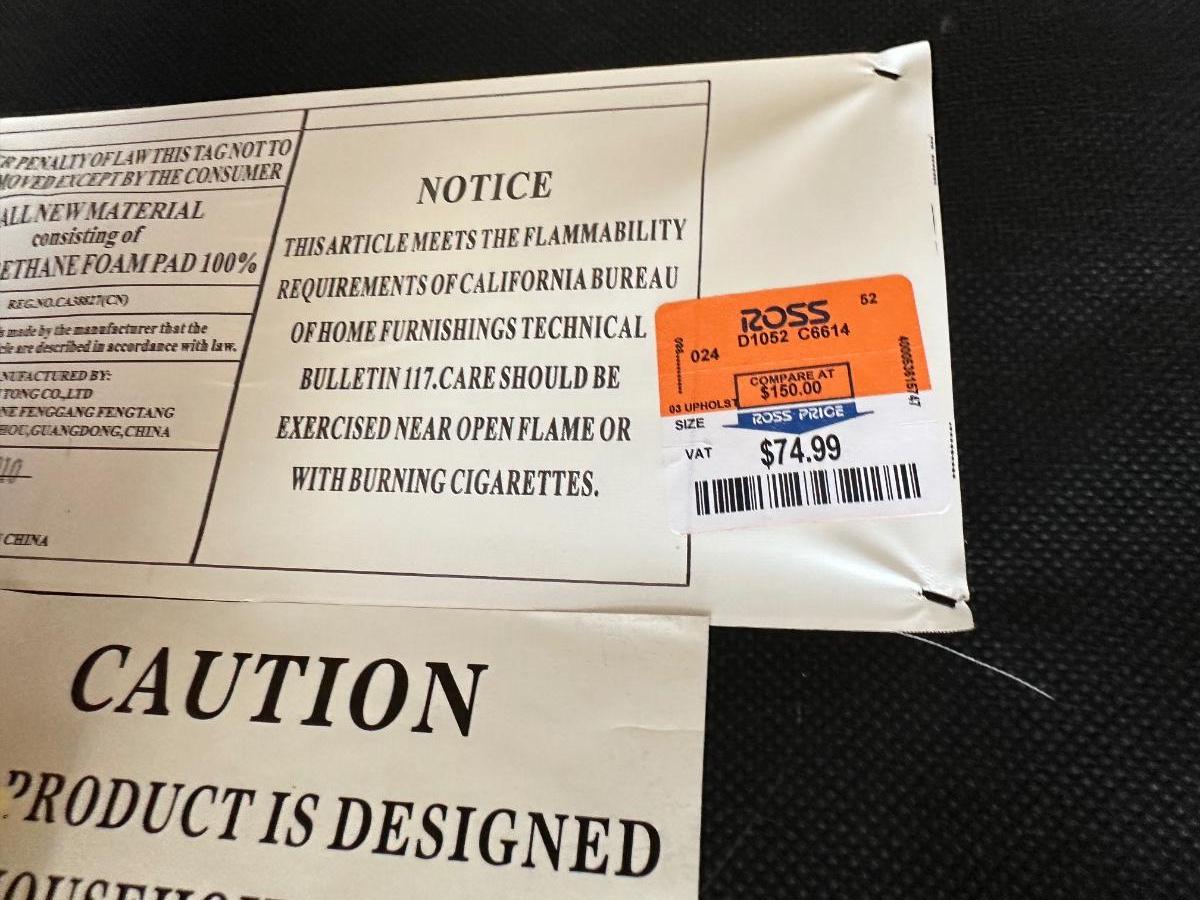 PENALTY OF LAW THIS TAG NOT TO
EXCEPT BY THE CONSUMER
ALL NEW MATERIAL
consisting of
ETHANE FOAM PAD 100%
REG.NO.CA38827(CN)
made by the manufacturer that the
are described in accordance with law.
BY:
TONG CO.,LTD
FENGGANG FENGTANG
GUANGDONG,CHINA
CHINA
NOTICE
THIS ARTICLE MEETS THE FLAMMABILITY
REQUIREMENTS OF CALIFORNIA BUREAU
OF HOME FURNISHINGS TECHNICAL
BULLETIN 117.CARE SHOULD BE
EXERCISED NEAR OPEN FLAME OR
WITH BURNING CIGARETTES.
52
ROSS
D1052 C6614
024
COMPARE AT
$150.00
03 UPHOLST
ROSS PRICE
SIZE
VAT
$74.99
400053615747
CAUTION
PRODUCT IS DESIGNED